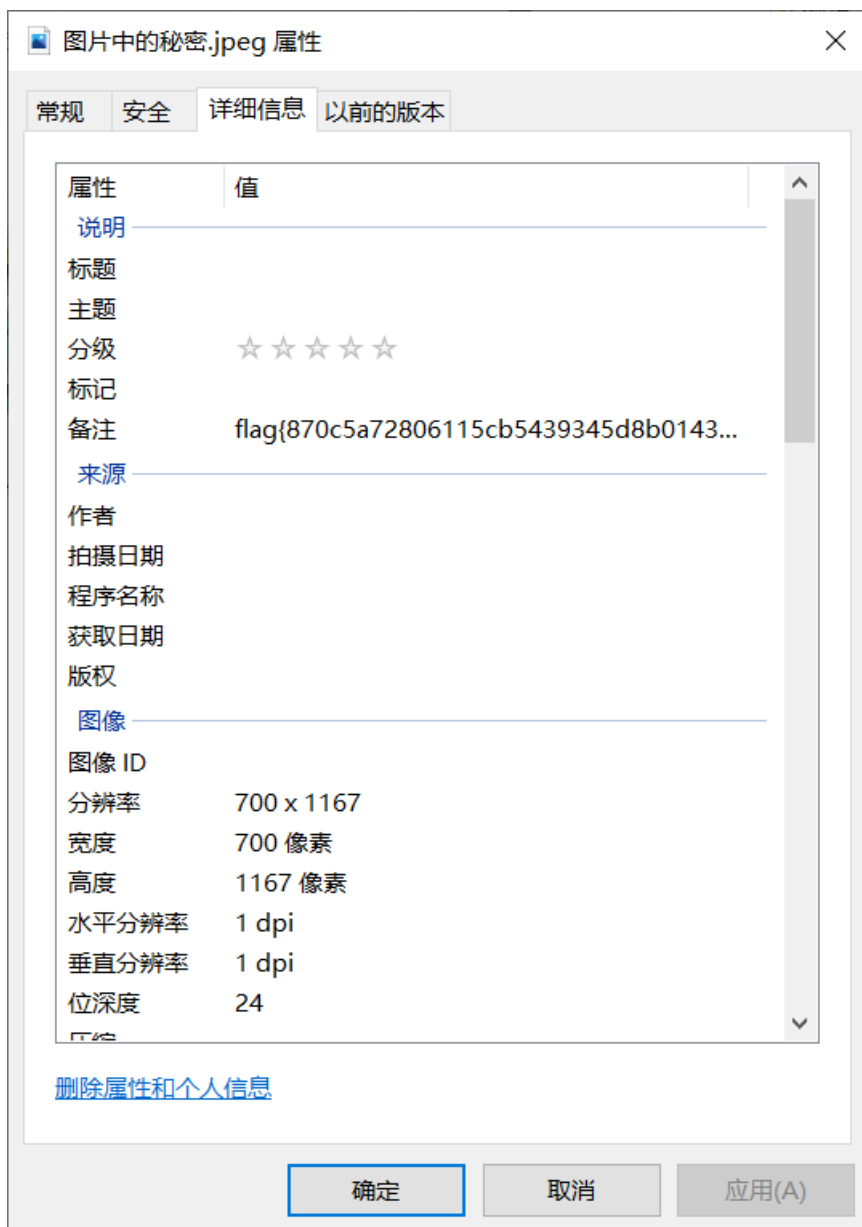 图片中的秘密.jpeg 属性
常规 安全 详细信息 以前的版本
属性 值
说明
标题
主题
分级
标记
备注 flag{870c5a72806115cb5439345d8b0143...
来源
作者
拍摄日期
程序名称
获取日期
版权
图像
图像 ID
分辨率 700 x 1167
宽度 700 像素
高度 1167 像素
水平分辨率 1 dpi
垂直分辨率 1 dpi
位深度 24
删除属性和个人信息
确定 取消 应用(A)